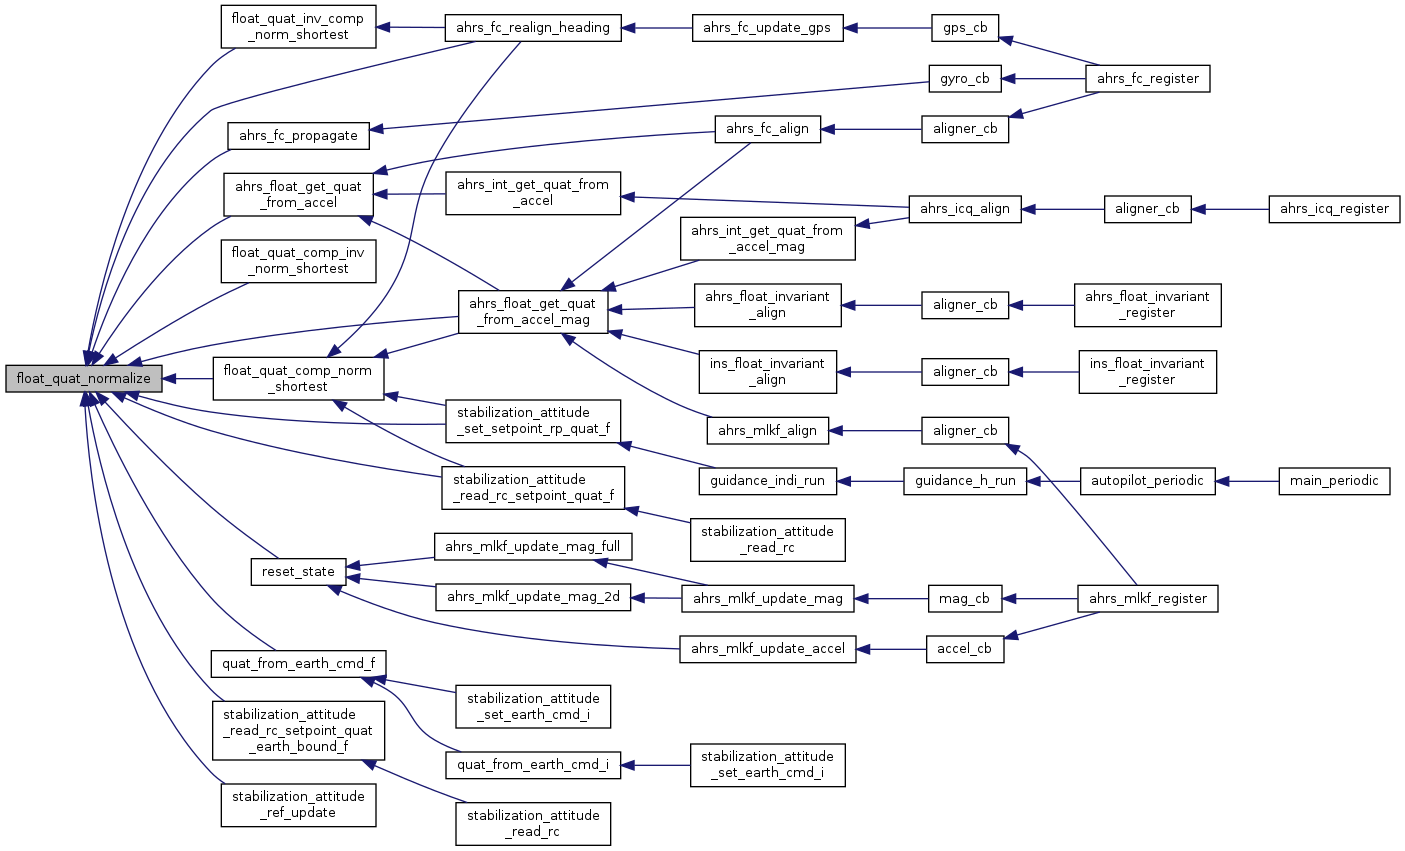 float_quat_normalize
float_quat_inv_comp
_norm_shortest
ahrs_fc_propagate
ahrs_float_get_quat
_from_accel
float_quat_comp_inv
_norm_shortest
float_quat_comp_norm
_shortest
reset_state
quat_from_earth_cmd_f
stabilization_attitude
_read_rc_setpoint_quat
_earth_bound_f
stabilization_attitude
_ref_update
ahrs_fc_realign_heading
ahrs_int_get_quat_from
_accel
ahrs_float_get_quat
_from_accel_mag
stabilization_attitude
_set_setpoint_rp_quat_f
stabilization_attitude
_read_rc_setpoint_quat_f
ahrs_mlkf_update_mag_full
ahrs_mlkf_update_mag_2d
stabilization_attitude
_set_earth_cmd_i
quat_from_earth_cmd_i
stabilization_attitude
_read_rc
ahrs_fc_update_gps
ahrs_fc_align
ahrs_int_get_quat_from
_accel_mag
ahrs_float_invariant
_align
ins_float_invariant
_align
ahrs_mlkf_align
guidance_indi_run
stabilization_attitude
_read_rc
ahrs_mlkf_update_mag
ahrs_mlkf_update_accel
stabilization_attitude
_set_earth_cmd_i
gps_cb
gyro_cb
aligner_cb
ahrs_icq_align
aligner_cb
aligner_cb
aligner_cb
guidance_h_run
mag_cb
accel_cb
ahrs_fc_register
aligner_cb
ahrs_float_invariant
_register
ins_float_invariant
_register
autopilot_periodic
ahrs_mlkf_register
ahrs_icq_register
main_periodic